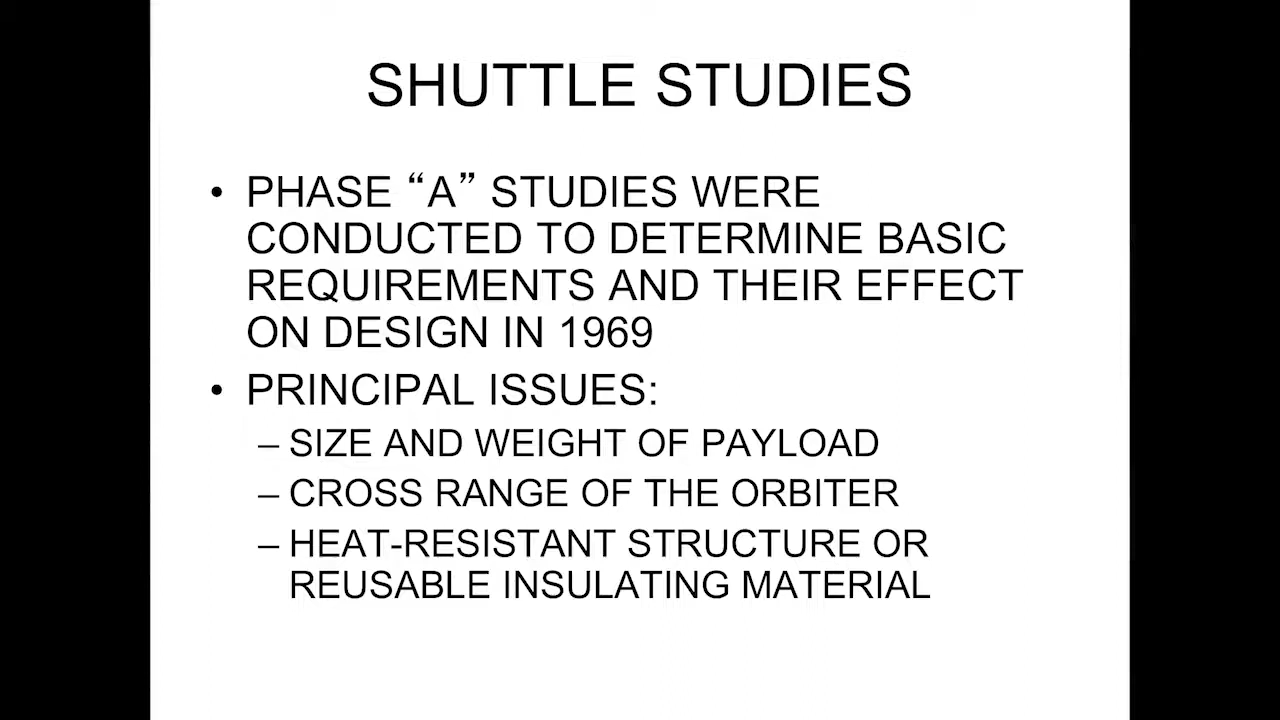 SHUTTLE STUDIES
• PHASE “A” STUDIES WERE
CONDUCTED TO DETERMINE BASIC
REQUIREMENTS AND THEIR EFFECT
ON DESIGN IN 1969
• PRINCIPAL ISSUES:
– SIZE AND WEIGHT OF PAYLOAD
– CROSS RANGE OF THE ORBITER
– HEAT-RESISTANT STRUCTURE OR
REUSABLE INSULATING MATERIAL